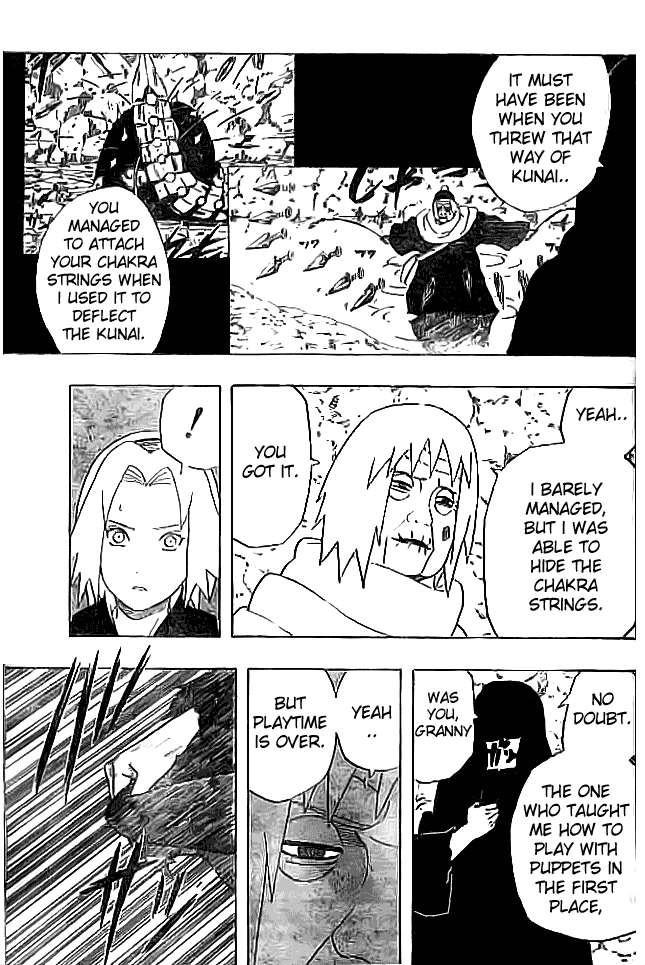 IT MUST
HAVE BEEN
WHEN YOU
THREW THAT
WAY OF
KUNAI..
YOU
MANAGED
TO ATTACH
YOUR CHAKRA
STRINGS WHEN
I USED IT TO
DEFLECT
THE KUNAI.
YEAH..
I BARELY
MANAGED,
BUT I WAS
ABLE TO
HIDE THE
CHAKRA
STRINGS.
YOU
GOT IT.
!
NO
DOUBT.
THE ONE
WHO TAUGHT
ME HOW TO
PLAY WITH
PUPPETS IN
THE FIRST
PLACE,
WAS
YOU,
GRANNY
YEAH
..
BUT
PLAYTIME
IS OVER.